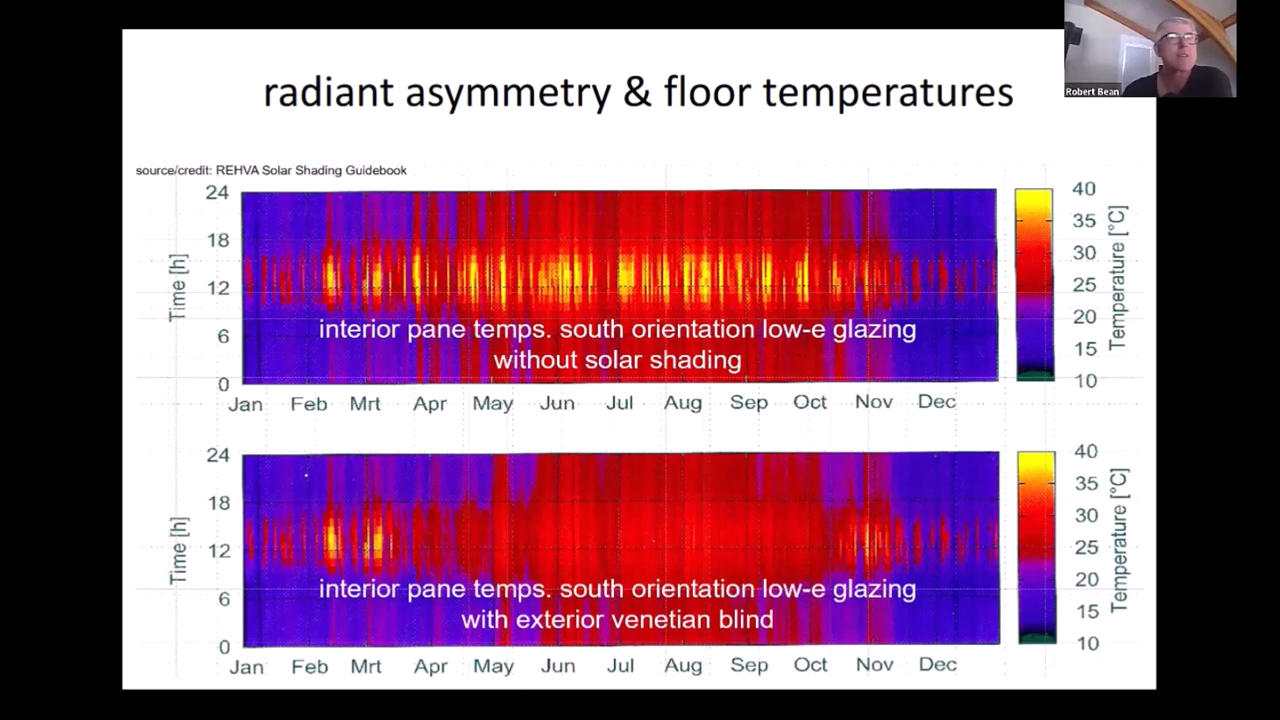 Robert Bean
radiant asymmetry & floor temperatures
source/credit: REHVA Solar Shading Guidebook
24
18
12
6
0
Time [h]
interior pane temps. south orientation low-e glazing
without solar shading
Jan Feb Mrt Apr May Jun Jul Aug Sep Oct Nov Dec
40
35
30
25
20
15
10
Temperature [°C]
24
18
12
6
0
Time [h]
interior pane temps. south orientation low-e glazing
with exterior venetian blind
Jan Feb Mrt Apr May Jun Jul Aug Sep Oct Nov Dec
40
35
30
25
20
15
10
Temperature [°C]